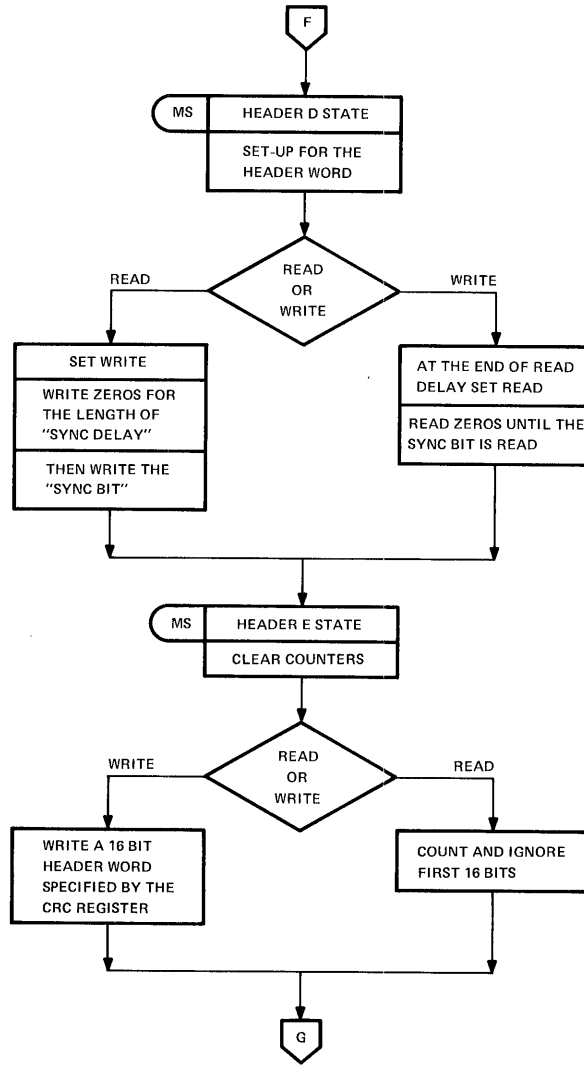 F
MS
HEADER D STATE
SET-UP FOR THE
HEADER WORD
READ
OR
WRITE
READ
WRITE
SET WRITE
WRITE ZEROS FOR
THE LENGTH OF
"SYNC DELAY"
THEN WRITE THE
"SYNC BIT"
AT THE END OF READ
DELAY SET READ
READ ZEROS UNTIL THE
SYNC BIT IS READ
MS
HEADER E STATE
CLEAR COUNTERS
READ
OR
WRITE
WRITE
READ
WRITE A 16 BIT
HEADER WORD
SPECIFIED BY THE
CRC REGISTER
COUNT AND IGNORE
FIRST 16 BITS
G